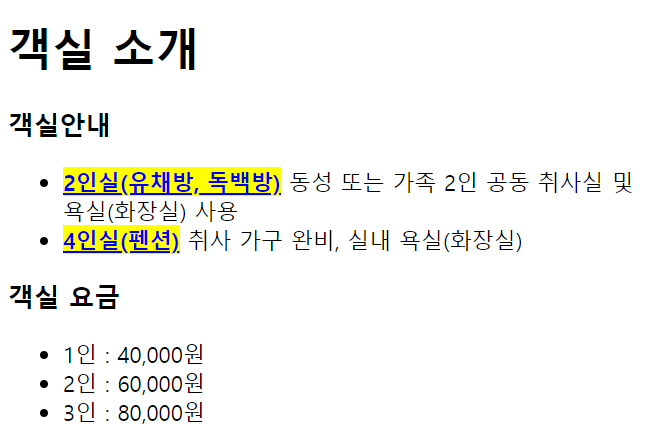 객실 소개
객실안내
2인실(유채방, 독백방) 동성 또는 가족 2인 공동 취사실 및
욕실(화장실) 사용
4인실(펜션) 취사 가구 완비, 실내 욕실(화장실)
객실 요금
1인 : 40,000원
2인 : 60,000원
3인 : 80,000원